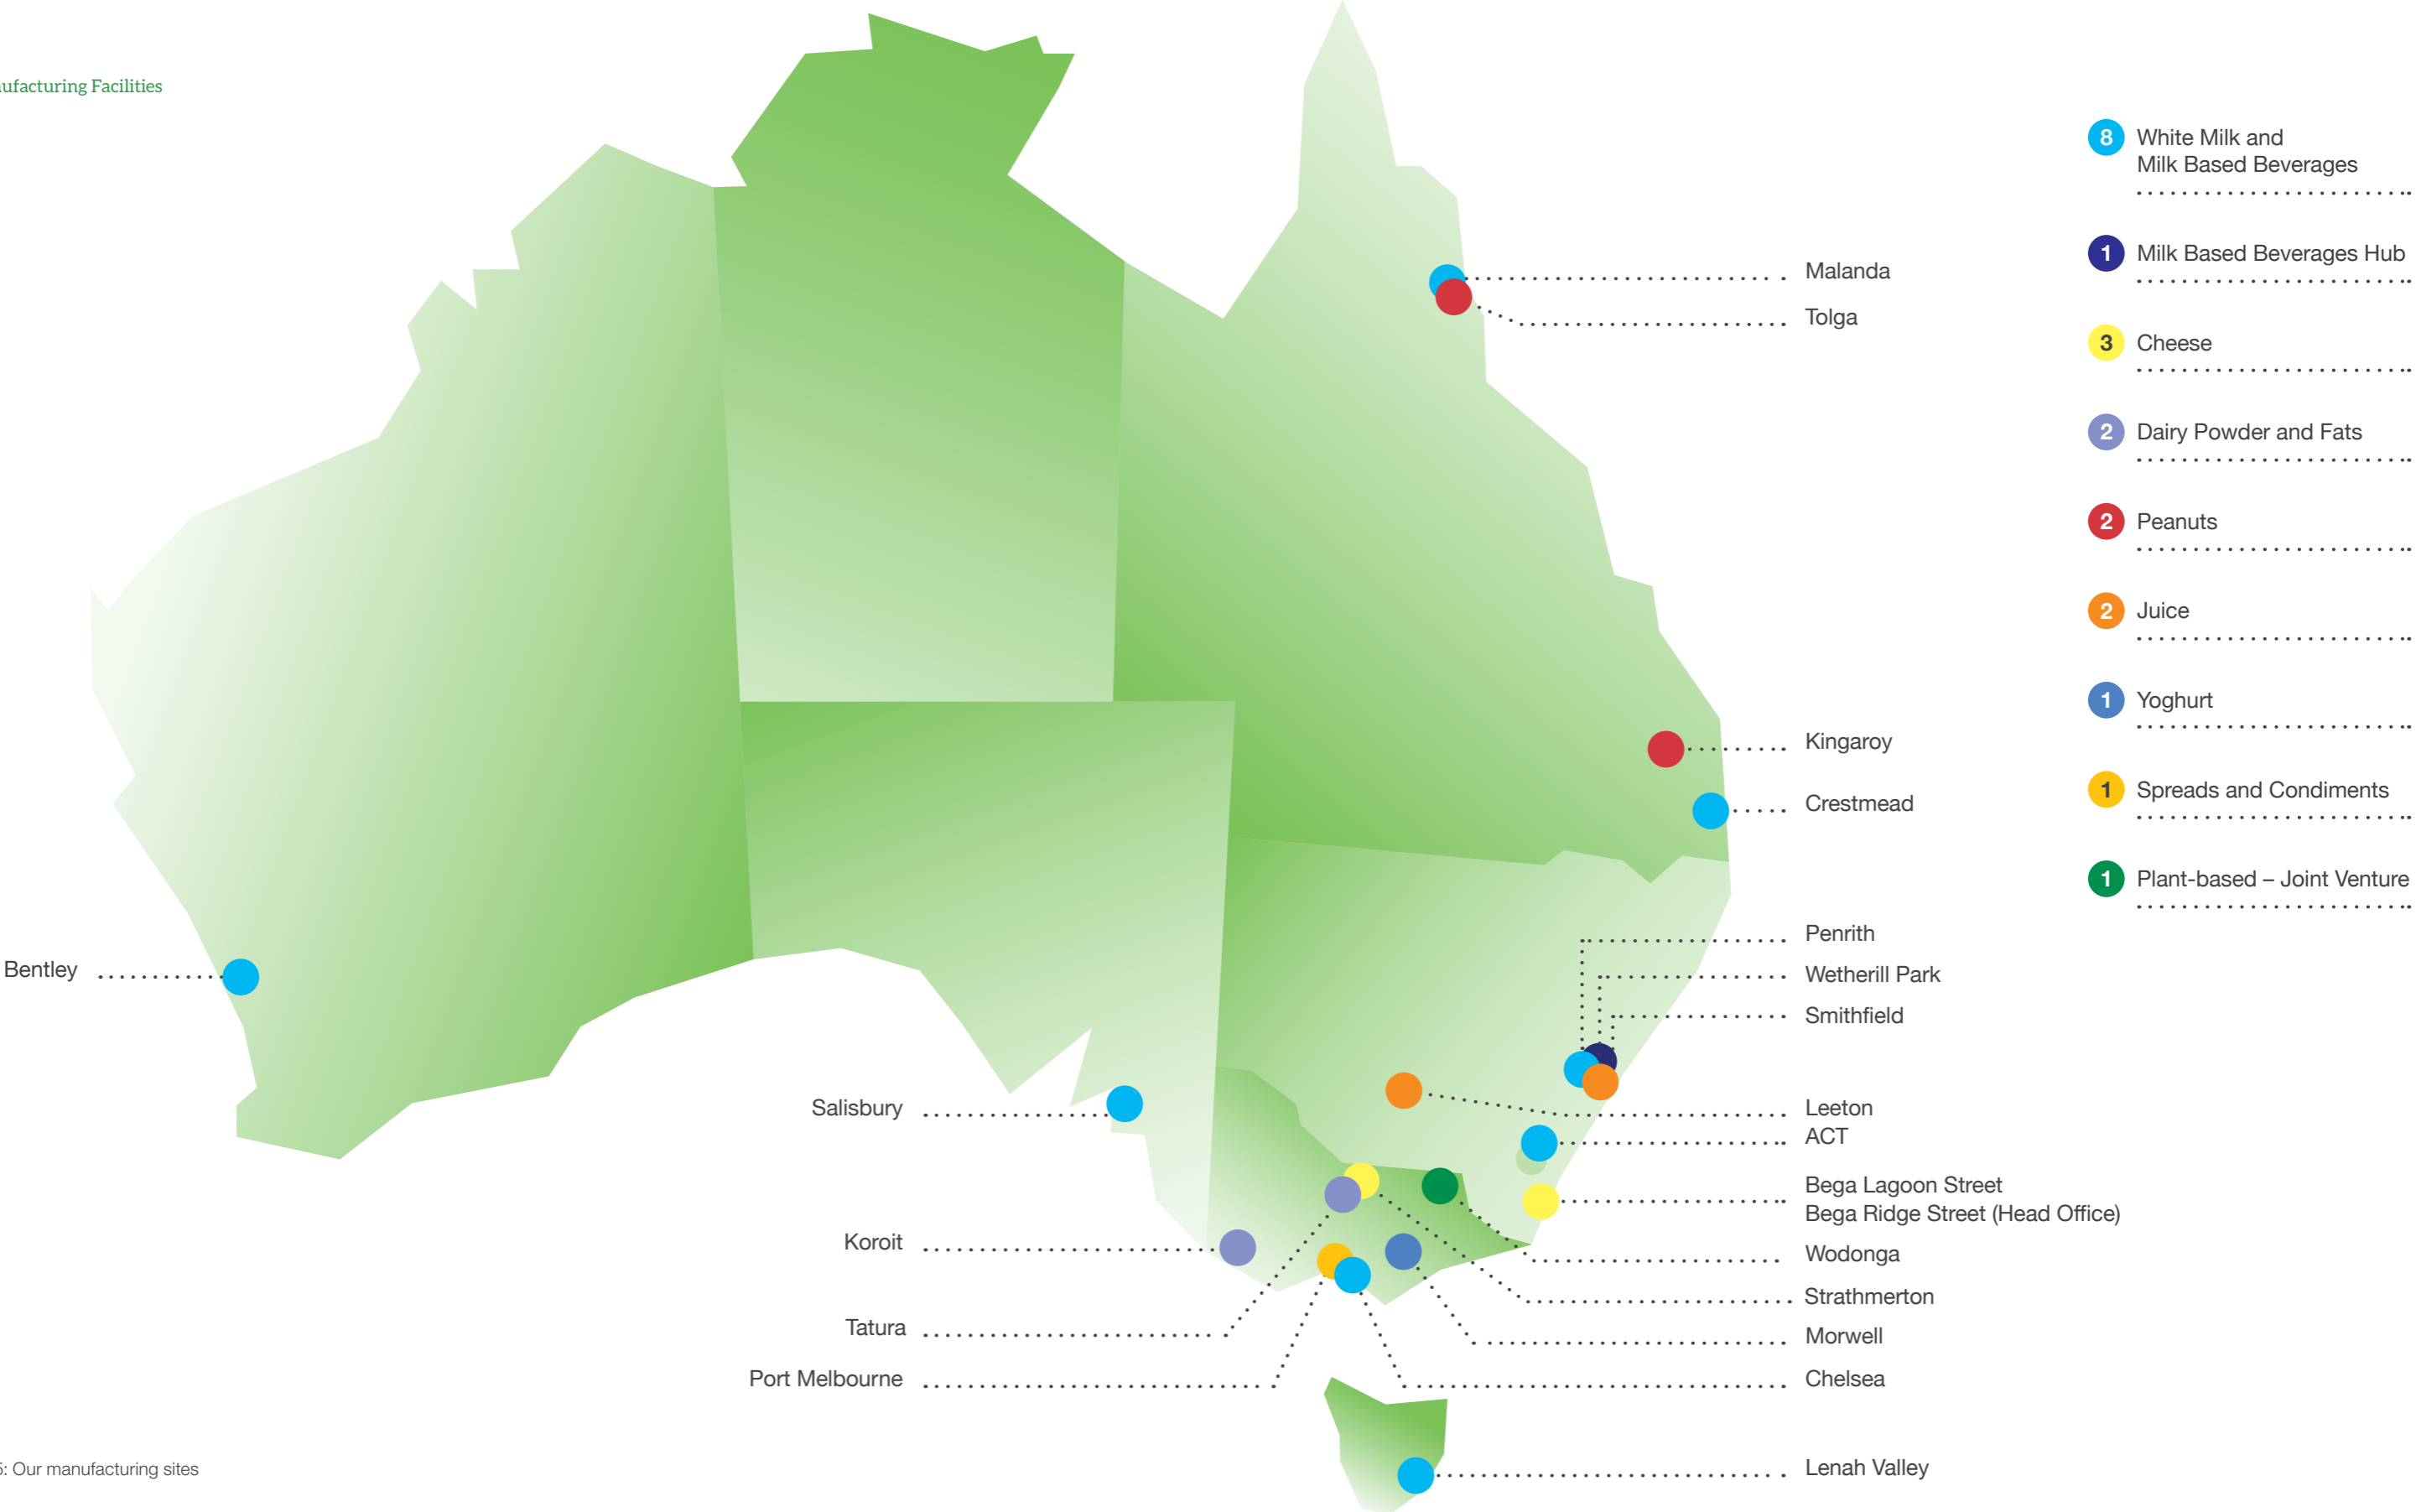 Facilities
Manufacturing
8 White Milk and
Milk Based Beverages
1 Milk Based Beverages Hub
3 Cheese
2 Dairy Powder and Fats
2 Peanuts
2 Juice
1 Yoghurt
1 Spreads and Condiments
1 Plant-based – Joint Venture
Malanda
Tolga
Kingaroy
Crestmead
Penrith
Wetherill Park
Smithfield
Leeton
ACT
Bega Lagoon Street
Bega Ridge Street (Head Office)
Wodonga
Strathmerton
Morwell
Chelsea
Lenah Valley
Bentley
Salisbury
Koroit
Tatura
Port Melbourne
: Our manufacturing sites